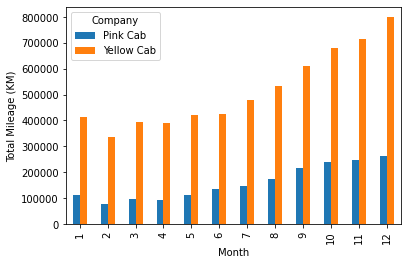 Company
Pink Cab
Yellow Cab
800000
700000
600000
500000
400000
300000
200000
100000
0
Total Mileage (KM)
1 2 3 4 5 6 7 8 9 10 11 12
Month